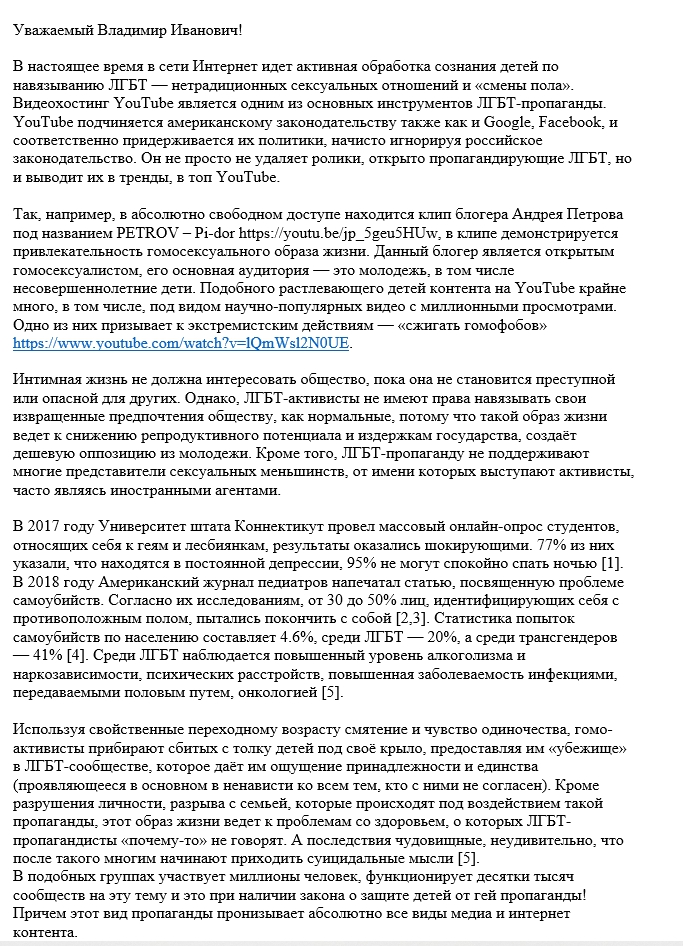 Уважаемый Владимир Иванович!
В настоящее время в сети Интернет идет активная обработка сознания детей по
навязыванию ЛГБТ — нетрадиционных сексуальных отношений и «смены пола».
Видеохостинг YouTube является одним из основных инструментов ЛГБТ-пропаганды.
YouTube подчиняется американскому законодательству также как и Google, Facebook, и
соответственно придерживается их политики, начисто игнорируя российское
законодательство. Он не просто не удаляет ролики, открыто пропагандирующие ЛГБТ, но
и выводит их в тренды, в топ YouTube.
Так, например, в абсолютно свободном доступе находится клип блогера Андрея Петрова
под названием PETROV – Pi-dor https://youtu.be/jp_5geu5HUw, в клипе демонстрируется
привлекательность гомосексуального образа жизни. Данный блогер является открытым
гомосексуалистом, его основная аудитория — это молодежь, в том числе
несовершеннолетние дети. Подобного растлевающего детей контента на YouTube крайне
много, в том числе, под видом научно-популярных видео с миллионными просмотрами.
Одно из них призывает к экстремистским действиям — «сжигать гомофобов»
https://www.youtube.com/watch?v=lQmWsl2N0UE.
Интимная жизнь не должна интересовать общество, пока она не становится преступной
или опасной для других. Однако, ЛГБТ-активисты не имеют права навязывать свои
извращенные предпочтения обществу, как нормальные, потому что такой образ жизни
ведет к снижению репродуктивного потенциала и издержкам государства, создаёт
дешевую оппозицию из молодежи. Кроме того, ЛГБТ-пропаганду не поддерживают
многие представители сексуальных меньшинств, от имени которых выступают активисты,
часто являясь иностранными агентами.
В 2017 году Университет штата Коннектикут провел массовый онлайн-опрос студентов,
относящих себя к геям и лесбиянкам, результаты оказались шокирующими. 77% из них
указали, что находятся в постоянной депрессии, 95% не могут спокойно спать ночью [1].
В 2018 году Американский журнал педиатров напечатал статью, посвященную проблеме
самоубийств. Согласно их исследованиям, от 30 до 50% лиц, идентифицирующих себя с
противоположным полом, пытались покончить с собой [2,3]. Статистика попыток
самоубийств по населению составляет 4.6%, среди ЛГБТ — 20%, а среди трансгендеров
— 41% [4]. Среди ЛГБТ наблюдается повышенный уровень алкоголизма и
наркозависимости, психических расстройств, повышенная заболеваемость инфекциями,
передаваемыми половым путем, онкологией [5].
Используя свойственные переходному возрасту смятение и чувство одиночества, гомо-
активисты прибирают сбитых с толку детей под своё крыло, предоставляя им «убежище»
в ЛГБТ-сообществе, которое даёт им ощущение принадлежности и единства
(проявляющееся в основном в ненависти ко всем тем, кто с ними не согласен). Кроме
разрушения личности, разрыва с семьей, которые происходят под воздействием такой
пропаганды, этот образ жизни ведет к проблемам со здоровьем, о которых ЛГБТ-
пропагандисты «почему-то» не говорят. А последствия чудовищные, неудивительно, что
после такого многим начинают приходить суицидальные мысли [5].
В подобных группах участвует миллионы человек, функционирует десятки тысяч
сообществ на эту тему и это при наличии закона о защите детей от гей пропаганды!
Причем этот вид пропаганды пронизывает абсолютно все виды медиа и интернет
контента.